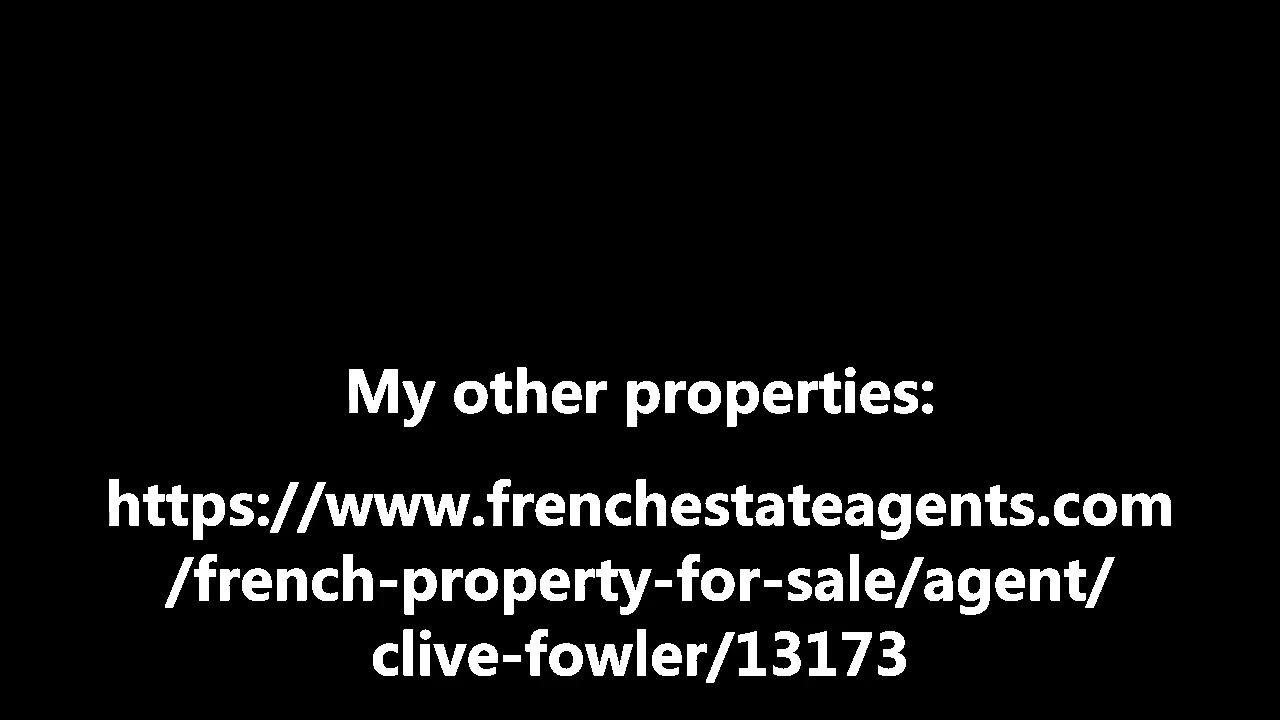 My other properties:
https://www.frenchestateagents.com
/french-property-for-sale/agent/
clive-fowler/13173